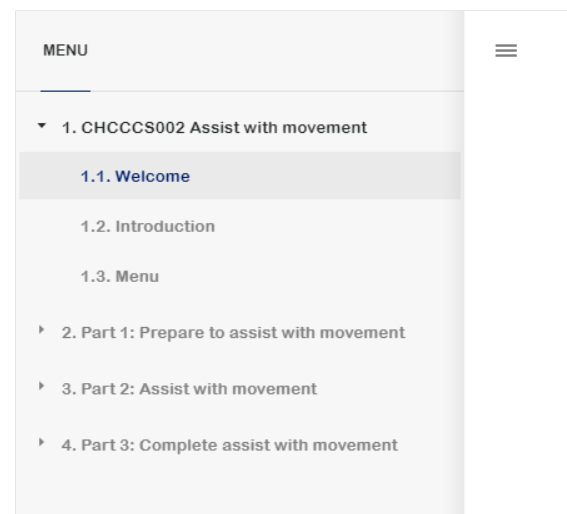 MENU
1. CHCCCS002 Assist with movement
1.1. Welcome
1.2. Introduction
1.3. Menu
2. Part 1: Prepare to assist with movement
3. Part 2: Assist with movement
4. Part 3: Complete assist with movement